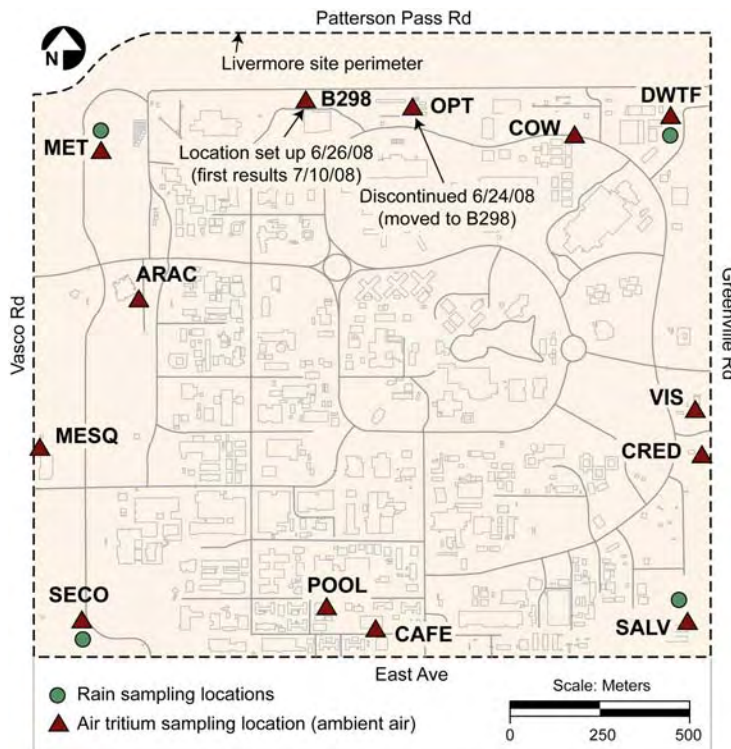 Patterson Pass Rd
N
Livermore site perimeter
B298
OPT
DWTF
COW
MET
Location set up 6/26/08
(first results 7/10/08)
Discontinued 6/24/08
(moved to B298)
ARAC
Vasco Rd
Greenville Rd
VIS
MESQ
CRED
SECO
POOL
CAFE
SALV
East Ave
Rain sampling locations
Air tritium sampling location (ambient air)
Scale: Meters
0 250 500